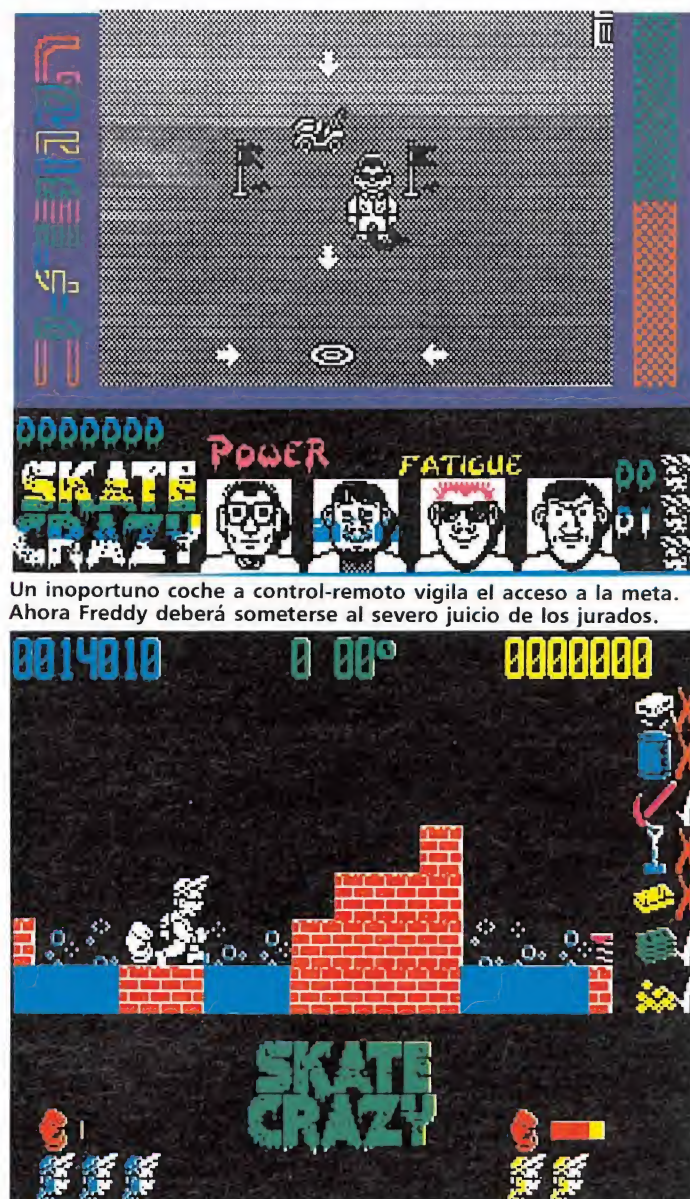 0000000
POWER
FATIGUE
00
01
SKATE
CRAZY
Un inoportuno coche a control-remoto vigila el acceso a la meta.
Ahora Freddy deberá someterse al severo juicio de los jurados.
0014010 0 00° 0000000
SKATE
CRAZY